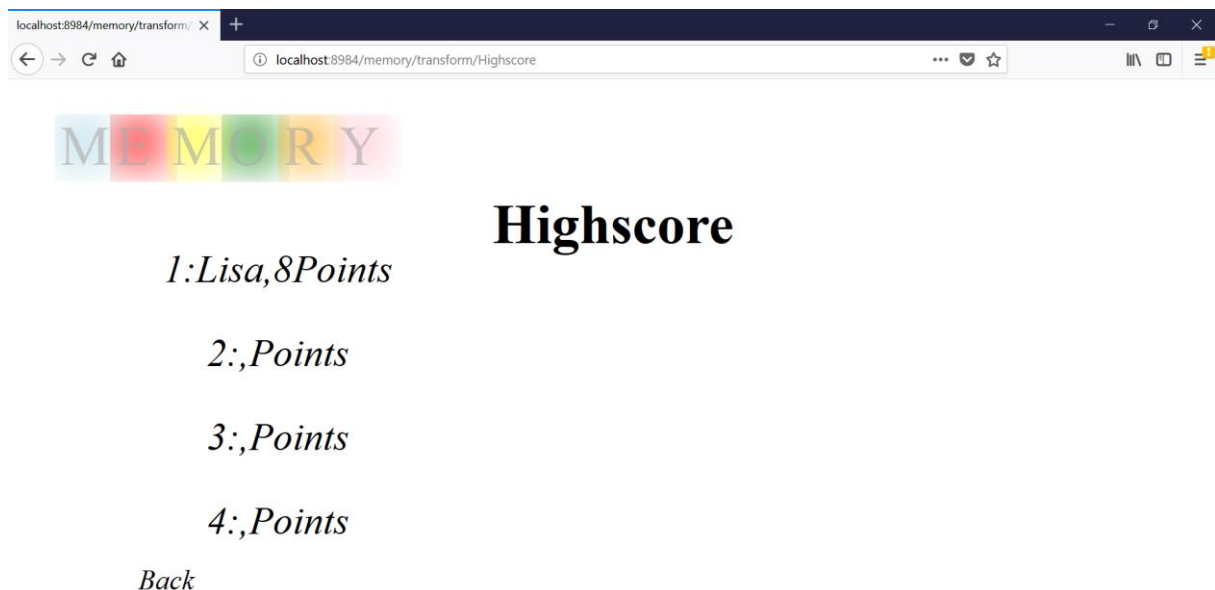 localhost:8984/memory/transform/
localhost:8984/memory/transform/Highscore
MEMORY
Highscore
1:Lisa,8Points
2:,Points
3:,Points
4:,Points
Back